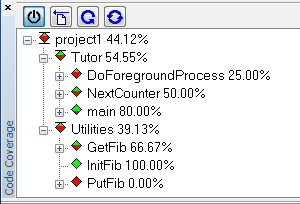 project1 44.12%
Tutor 54.55%
DoForegroundProcess 25.00%
NextCounter 50.00%
main 80.00%
Utilities 39.13%
GetFib 66.67%
InitFib 100.00%
PutFib 0.00%
Code Coverage